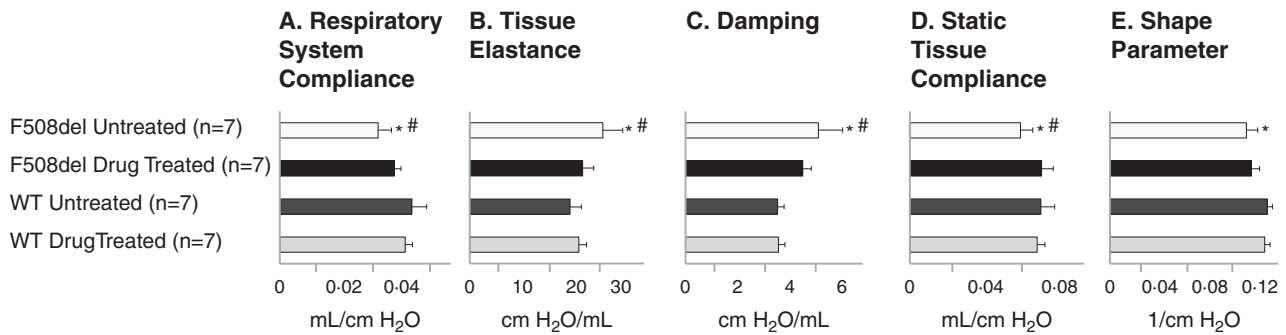 A. Respiratory System Compliance
B. Tissue Elastance
C. Damping
D. Static Tissue Compliance
E. Shape Parameter
F508del Untreated (n=7)
* #
* #
* #
* #
*
F508del Drug Treated (n=7)
WT Untreated (n=7)
WT DrugTreated (n=7)
0 0·02 0·04
0 10 20 30
0 2 4 6
0 0·04 0·08
0 0·04 0·08 0·12
mL/cm H₂O
cm H₂O/mL
cm H₂O/mL
mL/cm H₂O
1/cm H₂O